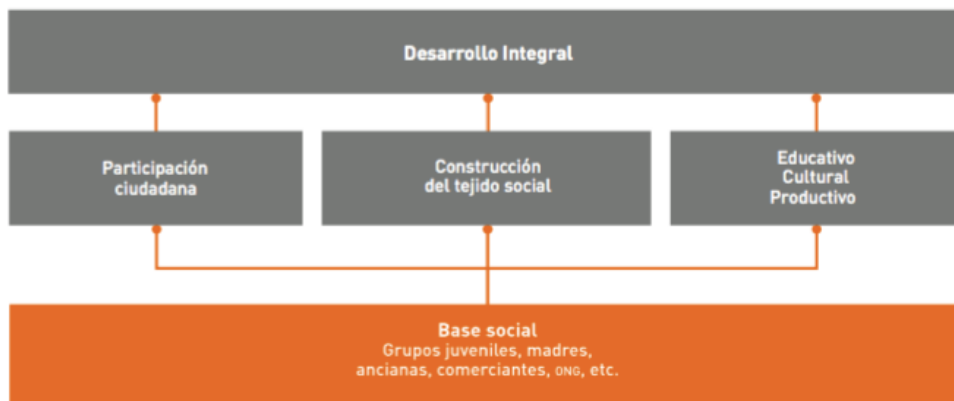 Desarrollo Integral
Participación
ciudadana
Construcción
del tejido social
Educativo
Cultural
Productivo
Base social
Grupos juveniles, madres,
ancianas, comerciantes, ONG, etc.